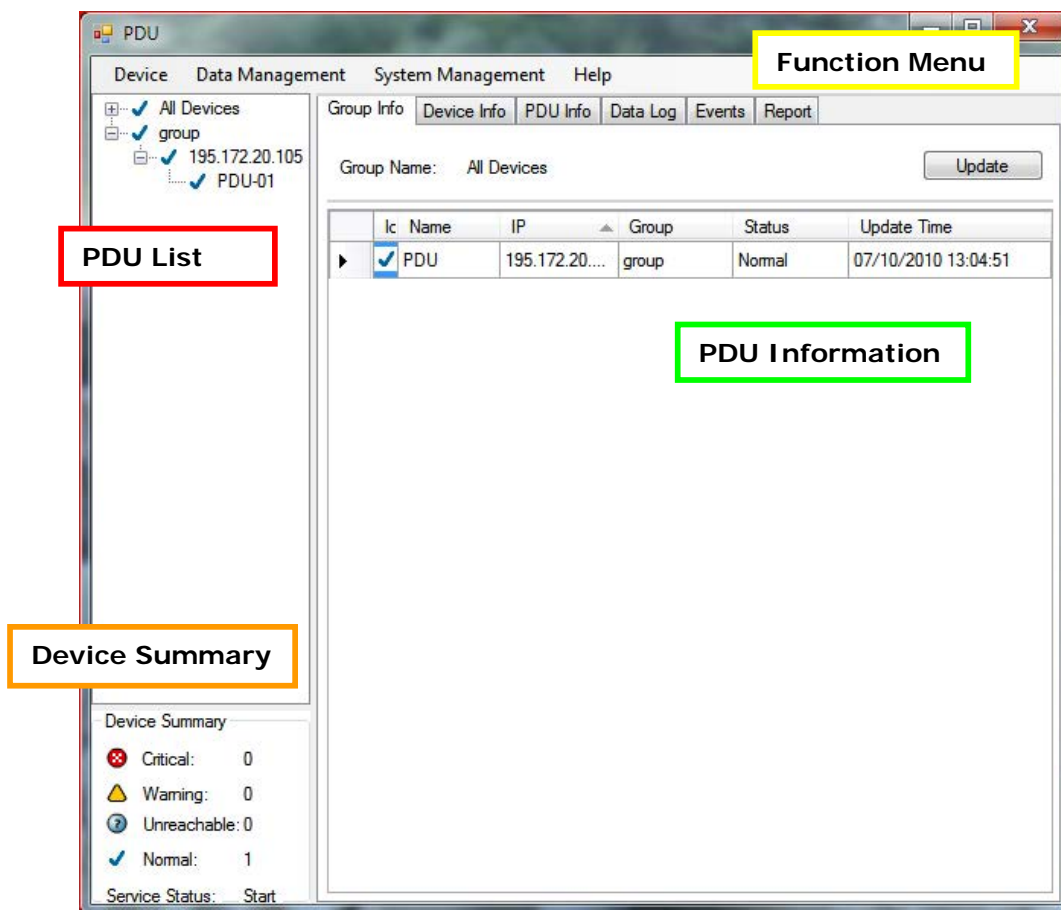 PDU
Function Menu
Device Data Management System Management Help
All Devices
group
195.172.20.105
PDU-01
PDU List
Group Info Device Info PDU Info Data Log Events Report
Group Name: All Devices Update
Ic Name IP Group Status Update Time
PDU 195.172.20.... group Normal 07/10/2010 13:04:51
PDU Information
Device Summary
Device Summary
Critical: 0
Warning: 0
Unreachable: 0
Normal: 1
Service Status: Start